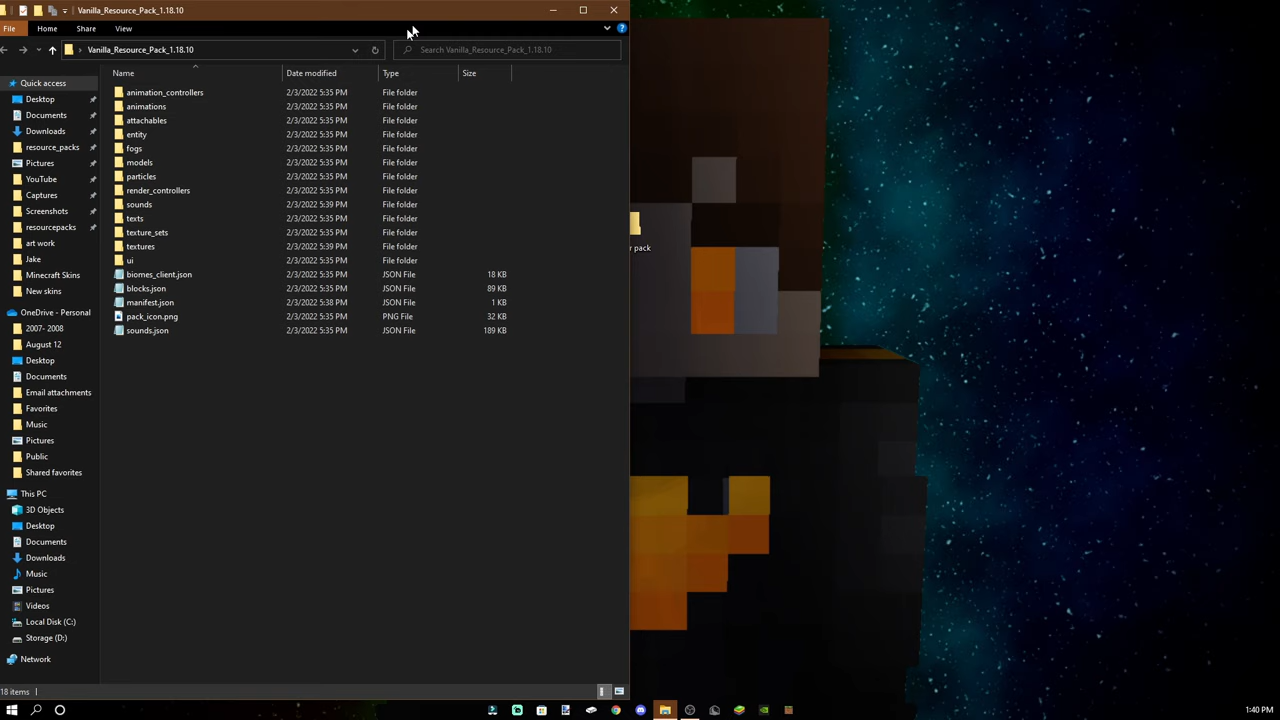 Vanilla_Resource_Pack_1.18.10
File Home Share View
Vanilla_Resource_Pack_1.18.10
Search Vanilla_Resource_Pack_1.18.10
Name Date modified Type Size
Quick access
Desktop
Documents
Downloads
resource_packs
Pictures
YouTube
Captures
Screenshots
resourcepacks
art work
Jake
Minecraft Skins
New skins
OneDrive - Personal
2007- 2008
August 12
Desktop
Documents
Email attachments
Favorites
Music
Pictures
Public
Shared favorites
This PC
3D Objects
Desktop
Documents
Downloads
Music
Pictures
Videos
Local Disk (C:)
Storage (D:)
Network
animation_controllers 2/3/2022 5:35 PM File folder
animations 2/3/2022 5:35 PM File folder
attachables 2/3/2022 5:35 PM File folder
entity 2/3/2022 5:35 PM File folder
fogs 2/3/2022 5:35 PM File folder
models 2/3/2022 5:35 PM File folder
particles 2/3/2022 5:35 PM File folder
render_controllers 2/3/2022 5:35 PM File folder
sounds 2/3/2022 5:39 PM File folder
texts 2/3/2022 5:35 PM File folder
texture_sets 2/3/2022 5:35 PM File folder
textures 2/3/2022 5:39 PM File folder
ui 2/3/2022 5:35 PM File folder
biomes_client.json 2/3/2022 5:35 PM JSON File 18 KB
blocks.json 2/3/2022 5:35 PM JSON File 89 KB
manifest.json 2/3/2022 5:38 PM JSON File 1 KB
pack_icon.png 2/3/2022 5:35 PM PNG File 32 KB
sounds.json 2/3/2022 5:35 PM JSON File 189 KB
r pack
18 items
1:40 PM